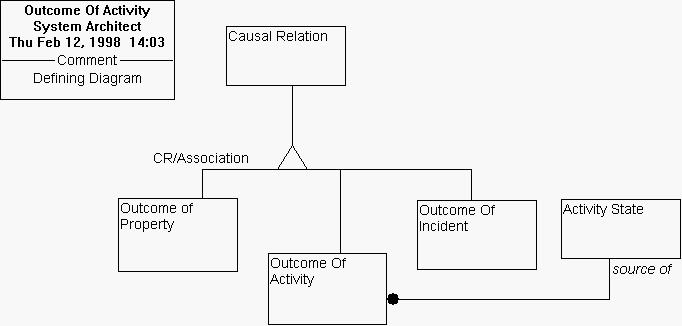 Outcome Of Activity
System Architect
Thu Feb 12, 1998 14:03
Comment
Defining Diagram
Causal Relation
CR/Association
Outcome of
Property
Outcome Of
Activity
Outcome Of
Incident
Activity State
source of